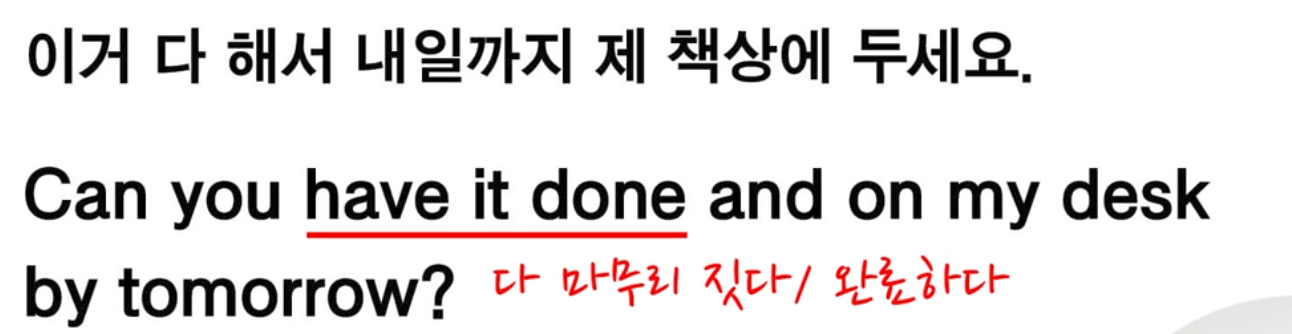 이거 다 해서 내일까지 제 책상에 두세요.
Can you have it done and on my desk
by tomorrow? 다 마무리 짓다/ 완료하다